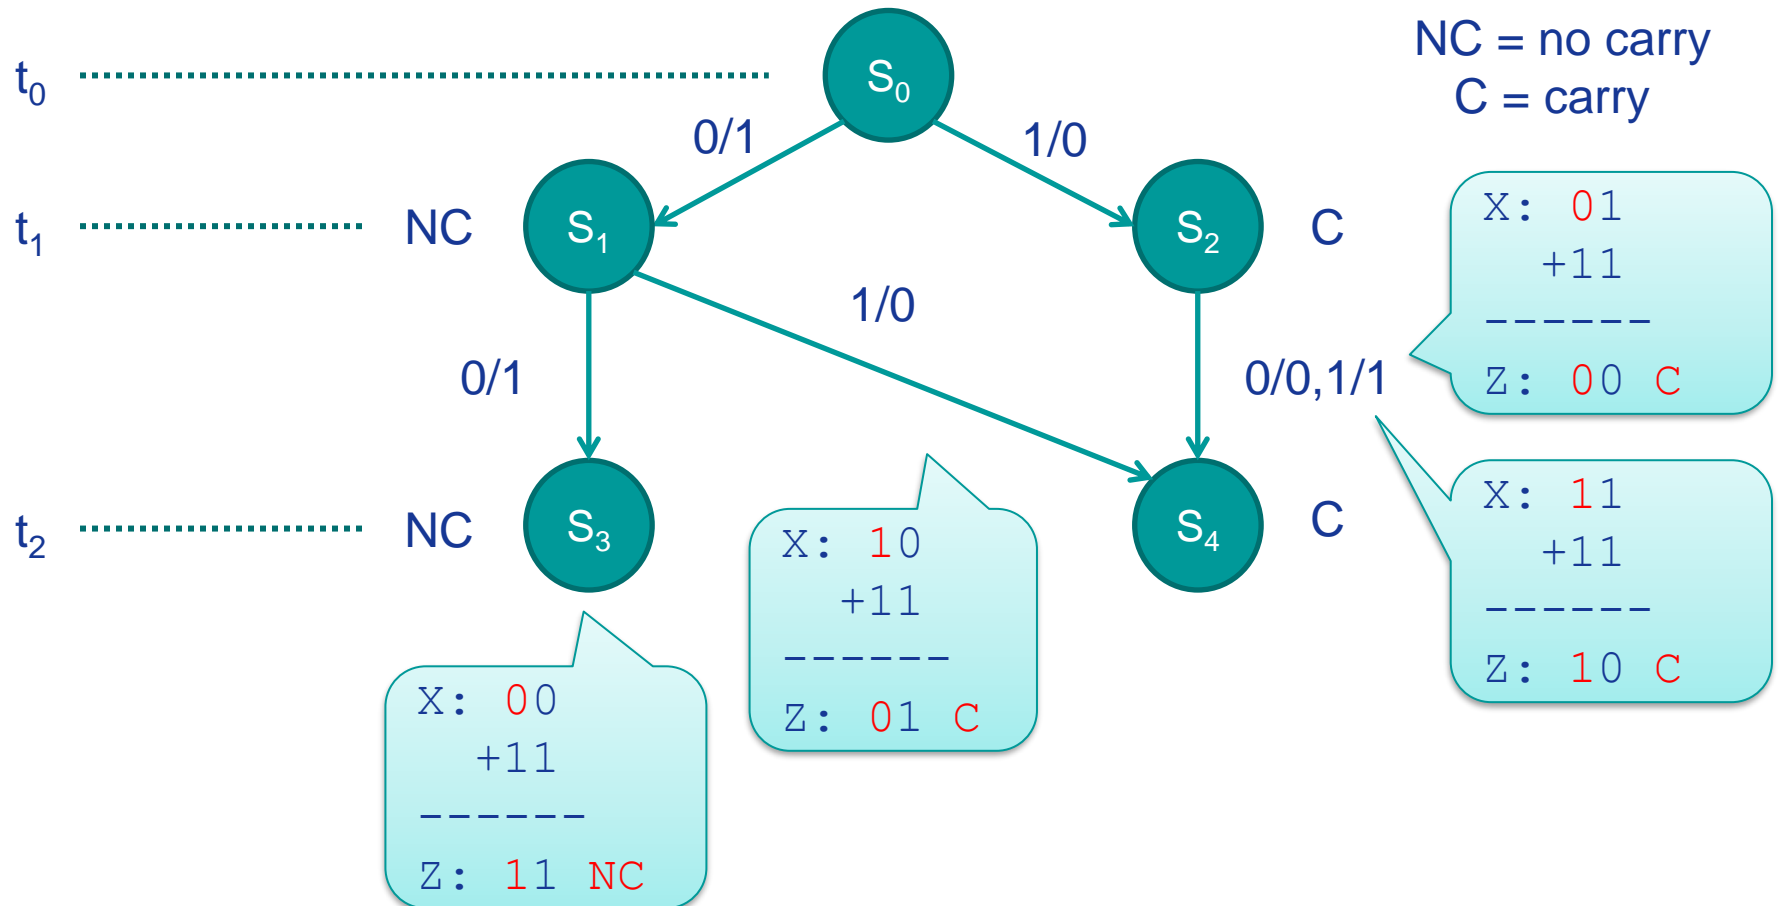 t₀
S₀
NC = no carry
C = carry
0/1
1/0
t₁
NC
S₁
S₂
C
X: 01
+11
------
Z: 00 C
1/0
0/1
0/0,1/1
t₂
NC
S₃
S₄
C
X: 10
+11
------
Z: 01 C
X: 11
+11
------
Z: 10 C
X: 00
+11
------
Z: 11 NC